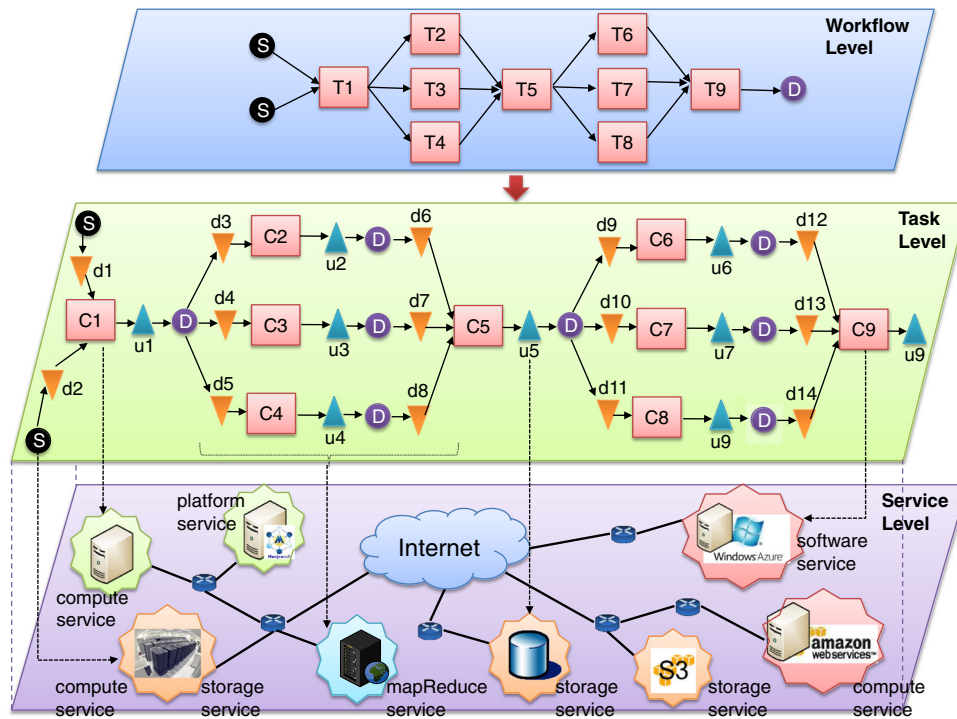 Workflow
Level
S
S
T1
T2
T3
T4
T5
T6
T7
T8
T9
D
Task
Level
S
d1
d2
S
C1
u1
D
d3
d4
d5
C2
C3
C4
u2
u3
u4
D
D
D
d6
d7
d8
C5
u5
D
d9
d10
d11
C6
C7
C8
u6
u7
u9
D
D
D
d12
d13
d14
C9
u9
Service
Level
platform
service
Manjrasoft
Internet
Windows Azure™
software
service
compute
service
compute
service
storage
service
mapReduce
service
storage
service
S3
storage
service
amazon
webservices™
compute
service